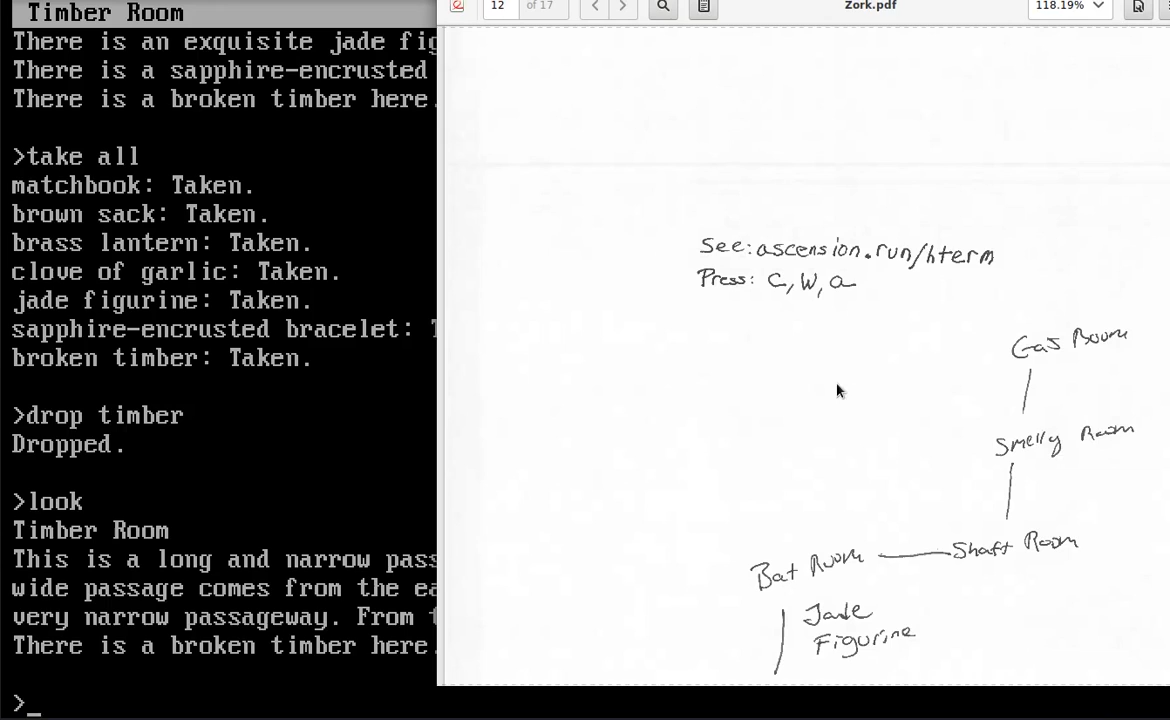 Timber Room
There is an exquisite jade fig
There is a sapphire-encrusted
There is a broken timber here.
>take all
matchbook: Taken.
brown sack: Taken.
brass lantern: Taken.
clove of garlic: Taken.
jade figurine: Taken.
sapphire-encrusted bracelet: T
broken timber: Taken.
>drop timber
Dropped.
>look
Timber Room
This is a long and narrow pass
wide passage comes from the ea
very narrow passageway. From t
There is a broken timber here.
>_
12 of 17
Zork.pdf
118.19%
See: ascension.run/hterm
Press: C, W, a
Gas Room
Smelly Room
Bat Room
Shaft Room
Jade
Figurine